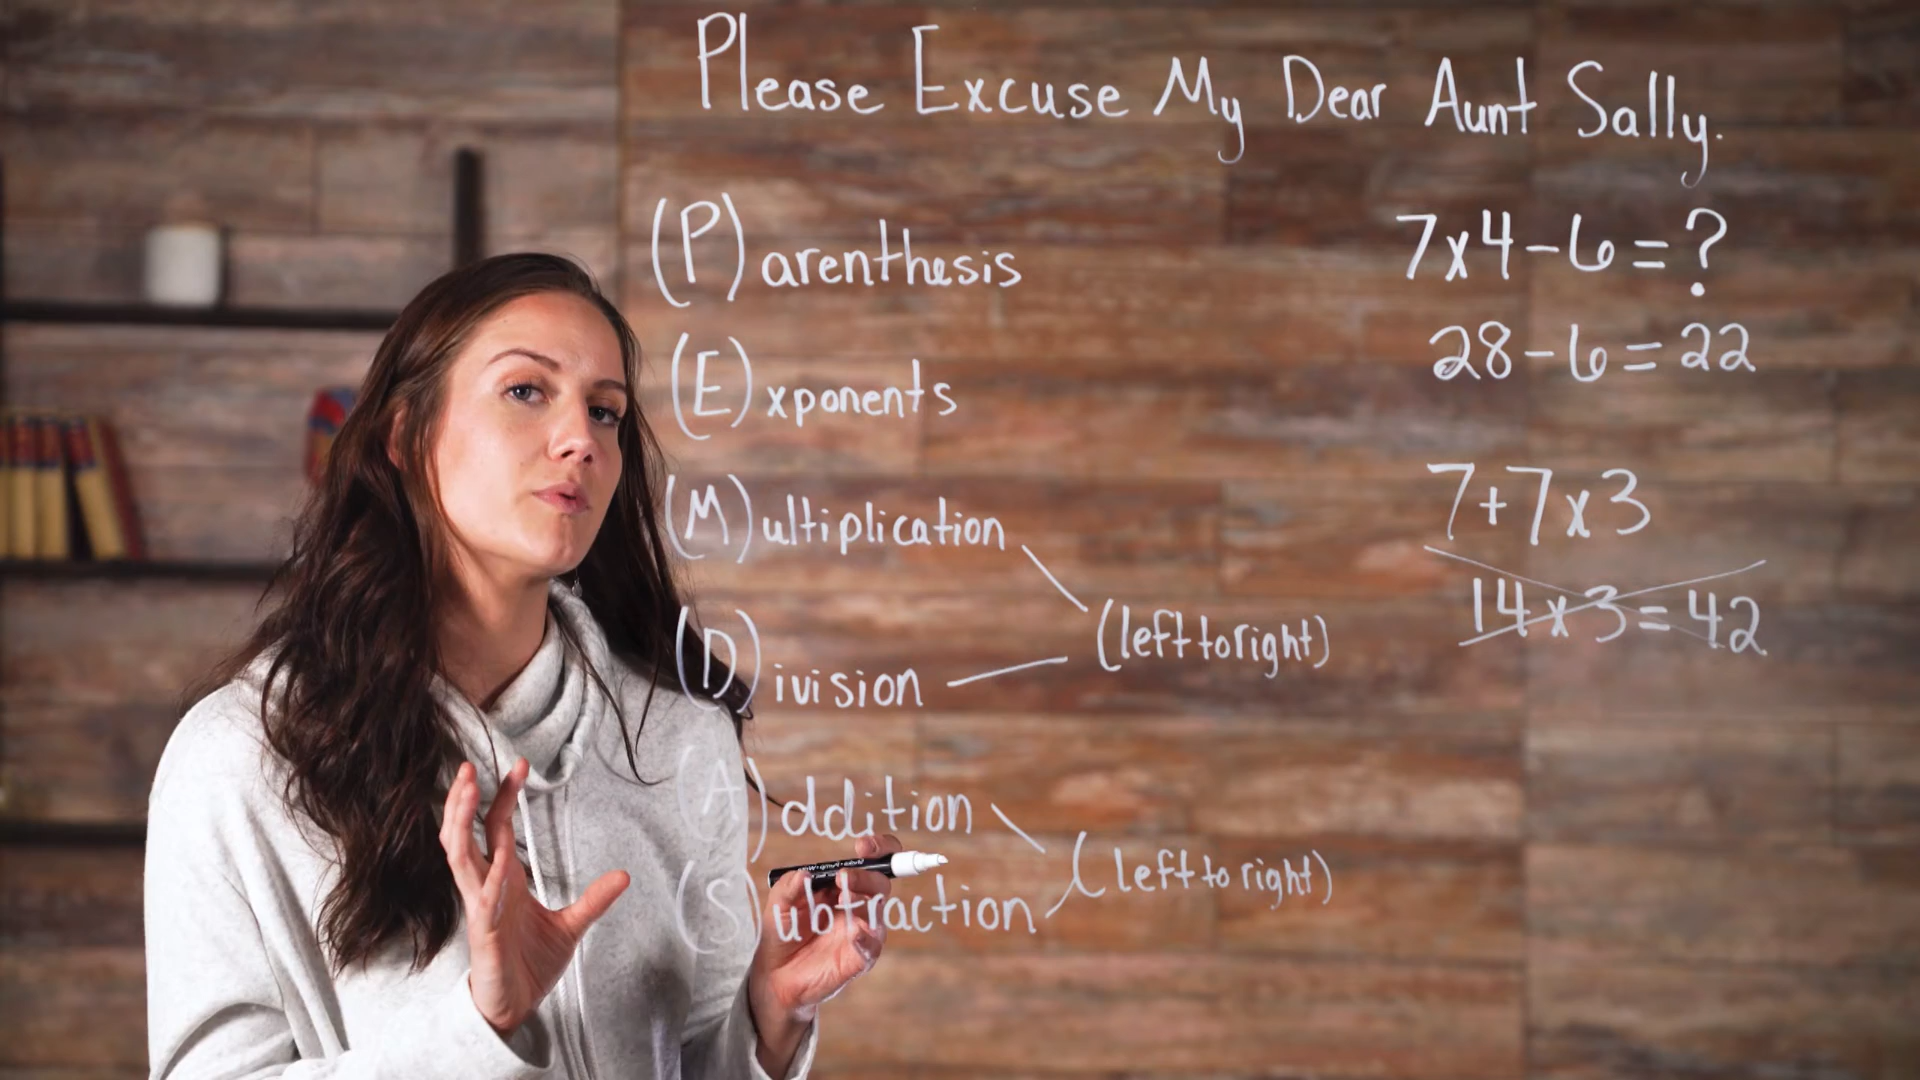 Please Excuse My Dear Aunt Sally.
(P)arenthesis
(E)xponents
(M)ultiplication
(D)ivision
(left to right)
(A)ddition
(S)ubtraction
(left to right)
7x4-6=?
28-6=22
7+7x3
14x3=42